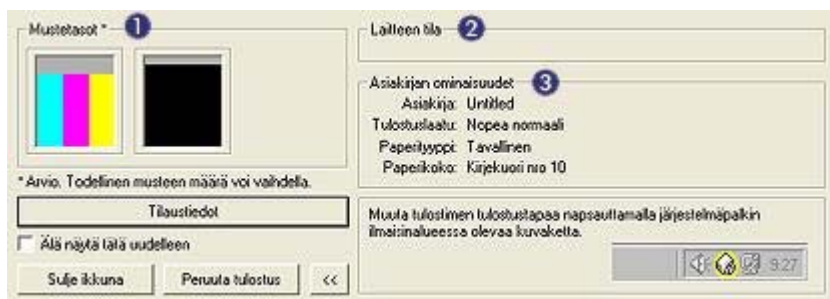 Mustetasot * 1
* Arvio. Todellinen musteen määrä voi vaihdella.
Tilaustiedot
Älä näytä tätä uudelleen
Sulje ikkuna
Peruuta tulostus
<<
Laitteen tila 2
Asiakirjan ominaisuudet 3
Asiakirja: Untitled
Tulostuslaatu: Nopea normaali
Paperityyppi: Tavallinen
Paperikoko: Kirjekuori nro 10
Muuta tulostimen tulostustapaa napsauttamalla järjestelmäpalkin
ilmaisinalueessa olevaa kuvaketta.
9:27